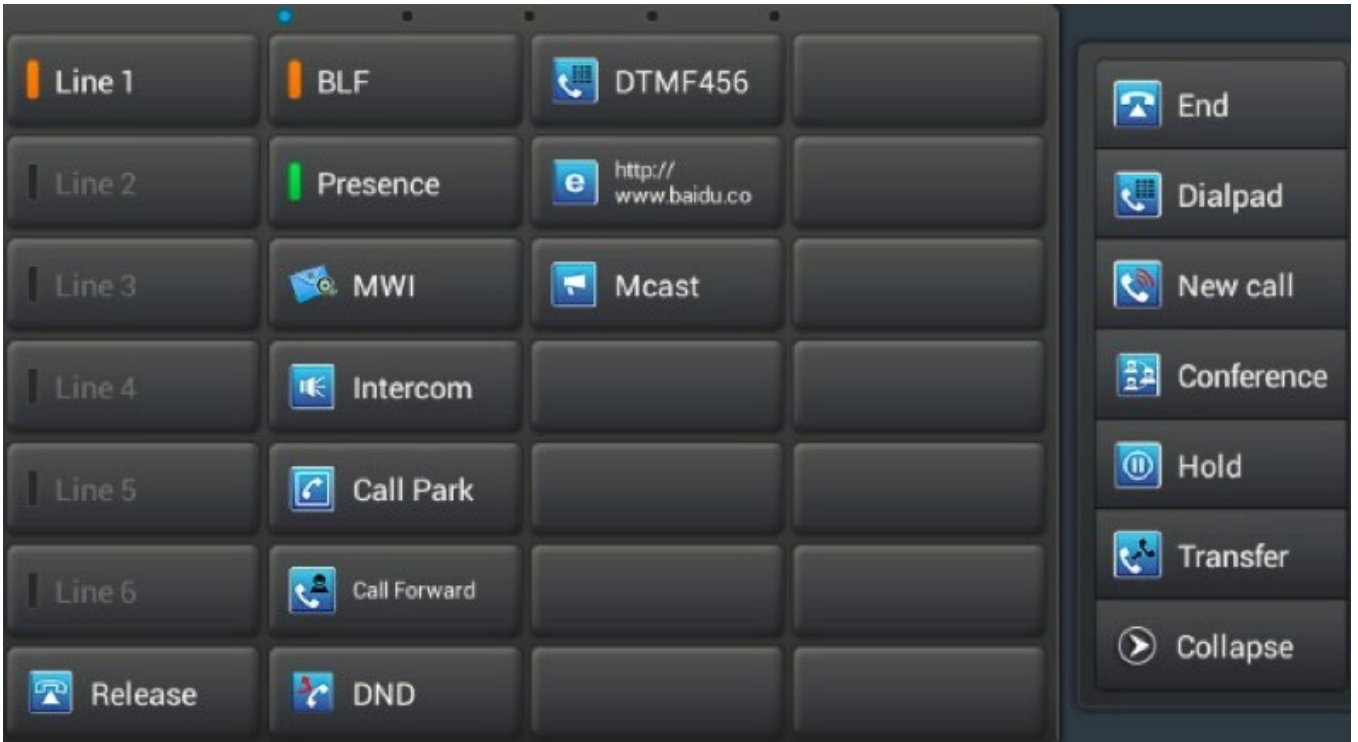 Line 1
BLF
DTMF456
Line 2
Presence
http://
www.baidu.co
Line 3
MWI
Mcast
Line 4
Intercom
Line 5
Call Park
Line 6
Call Forward
Release
DND
End
Dialpad
New call
Conference
Hold
Transfer
Collapse